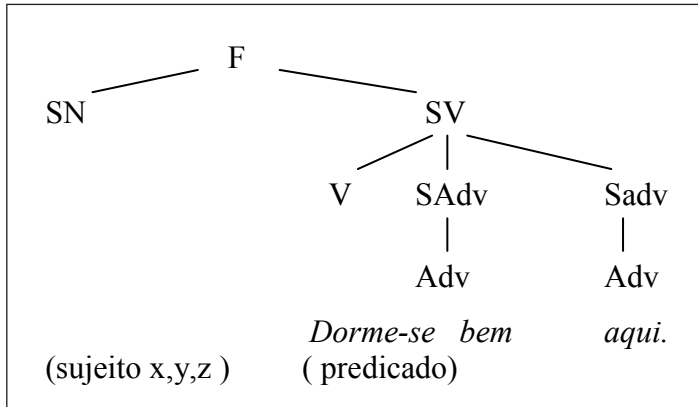 F
SN SV
V SAdv Sadv
Adv Adv
Dorme-se bem aqui.
(sujeito x,y,z ) ( predicado)